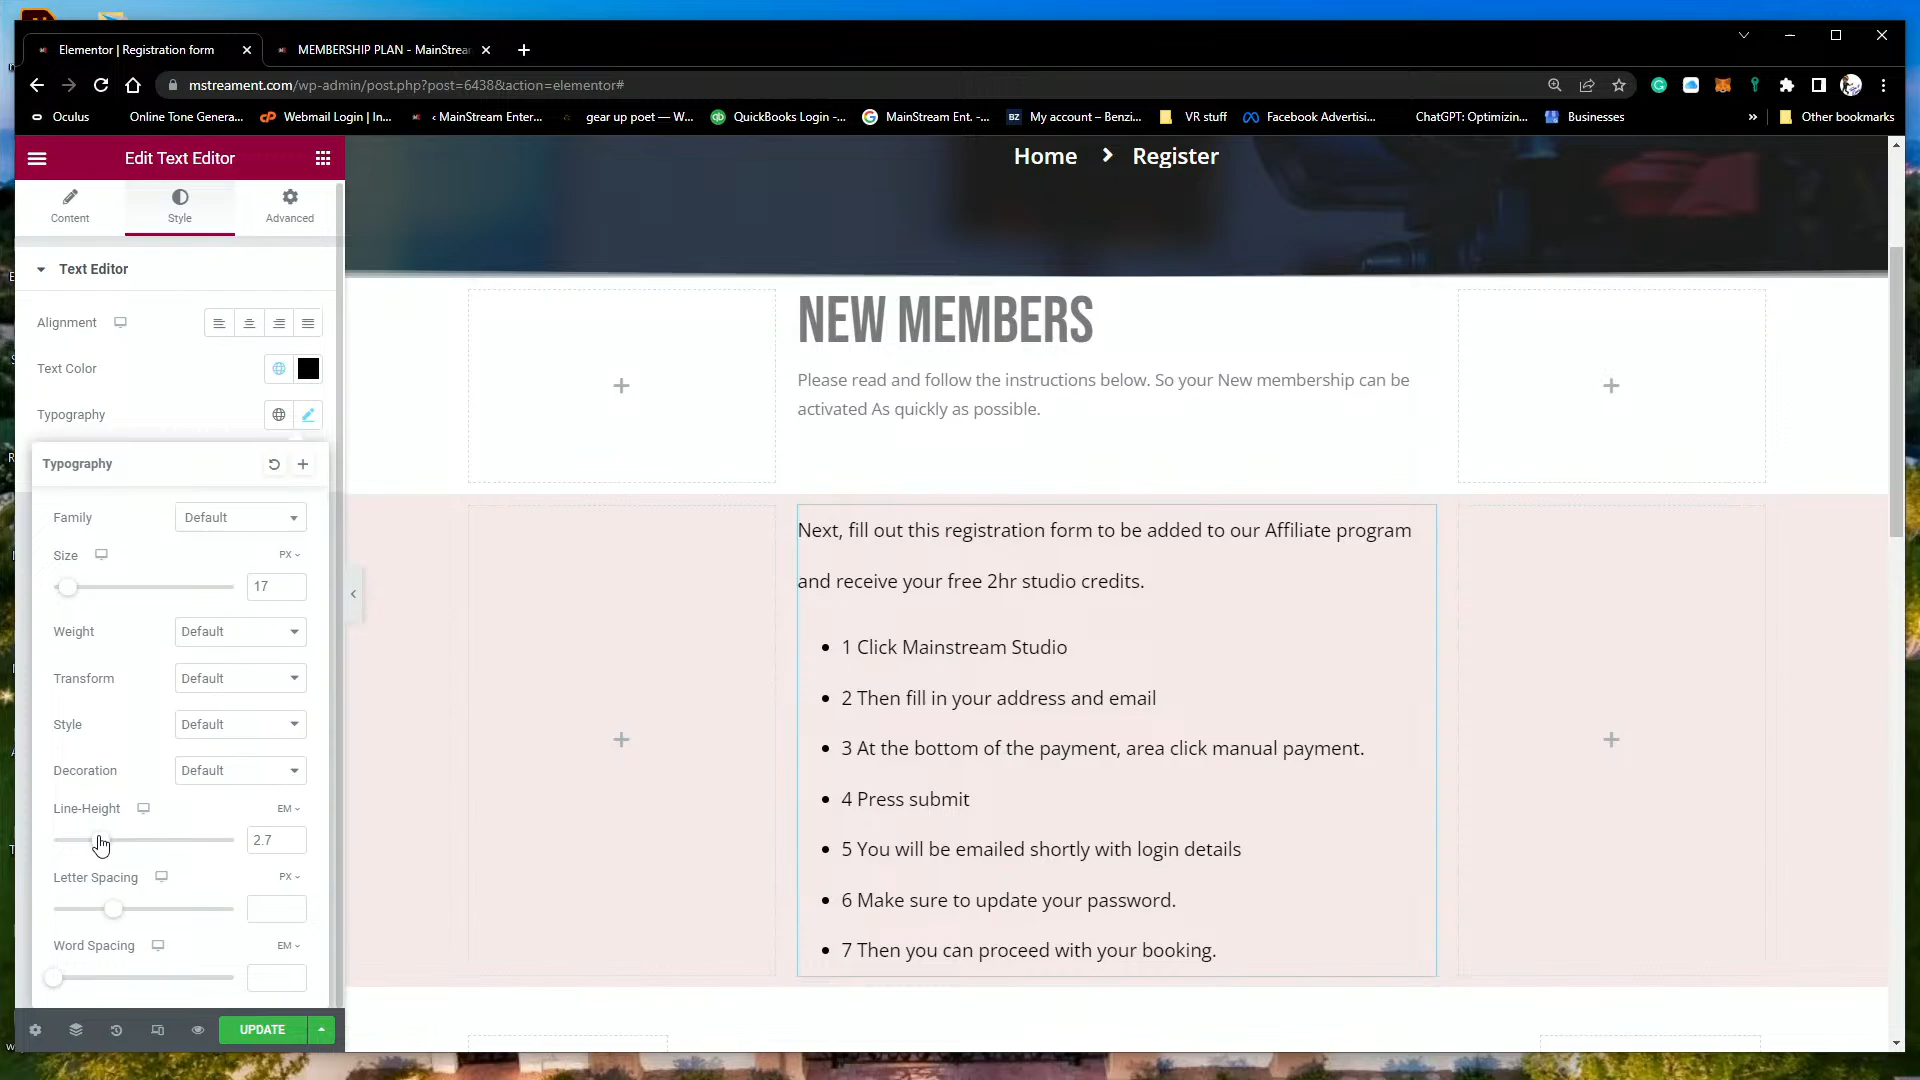 Elementor | Registration form
MEMBERSHIP PLAN - MainStrear
mstreament.com/wp-admin/post.php?post=6438&action=elementor#
Oculus
Online Tone Genera...
Webmail Login | In...
‹ MainStream Enter...
gear up poet — W...
QuickBooks Login -...
MainStream Ent. -...
My account – Benzi...
VR stuff
Facebook Advertisi...
ChatGPT: Optimizin...
Businesses
»
Other bookmarks
Edit Text Editor
Content
Style
Advanced
Text Editor
Alignment
Text Color
Typography
Typography
Family
Default
Size
PX
17
Weight
Default
Transform
Default
Style
Default
Decoration
Default
Line-Height
EM
2.7
Letter Spacing
PX
Word Spacing
EM
UPDATE
Home
Register
NEW MEMBERS
Please read and follow the instructions below. So your New membership can be
activated As quickly as possible.
Next, fill out this registration form to be added to our Affiliate program
and receive your free 2hr studio credits.
• 1 Click Mainstream Studio
• 2 Then fill in your address and email
• 3 At the bottom of the payment, area click manual payment.
• 4 Press submit
• 5 You will be emailed shortly with login details
• 6 Make sure to update your password.
• 7 Then you can proceed with your booking.